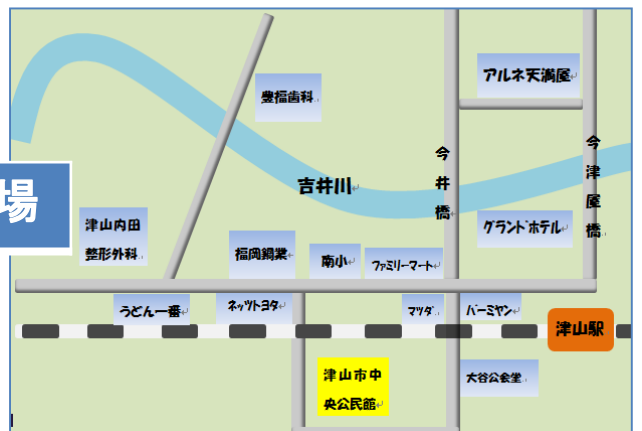 アルネ天満屋
豊福歯科
今井橋
今津屋橋
吉井川
場
津山内田
整形外科
グランドホテル
福岡鋼業
南小
ファミリーマート
うどん一番
ネッツトヨタ
マツダ
バーミヤン
津山駅
津山市中
央公民館
大谷公会堂